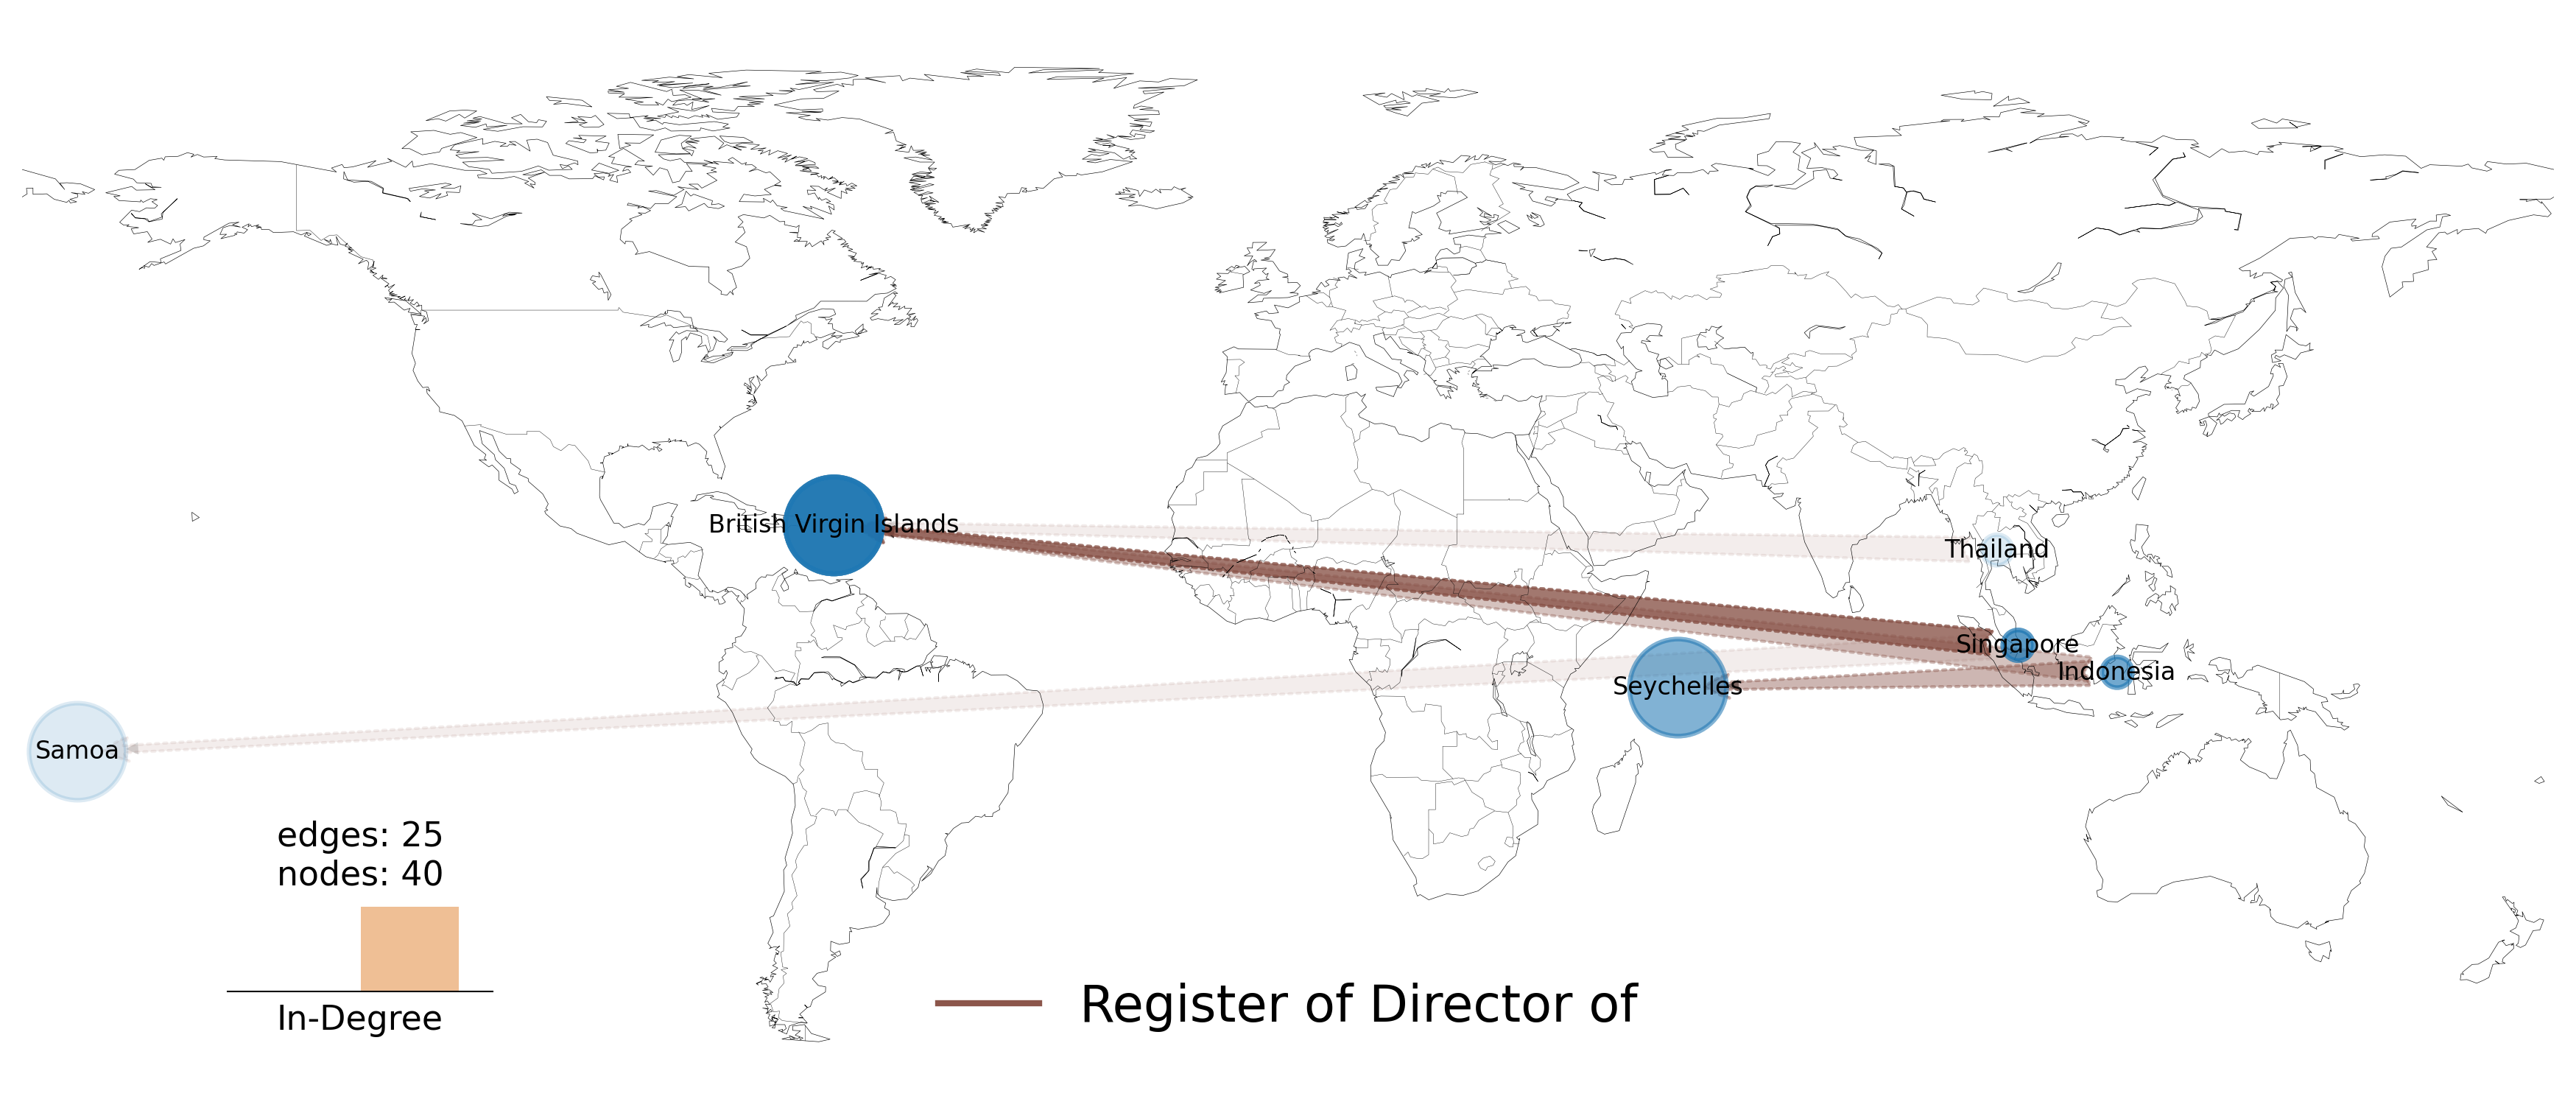 British Virgin Islands
Thailand
Singapore
Indonesia
Seychelles
Samoa
edges: 25
nodes: 40
In-Degree
Register of Director of